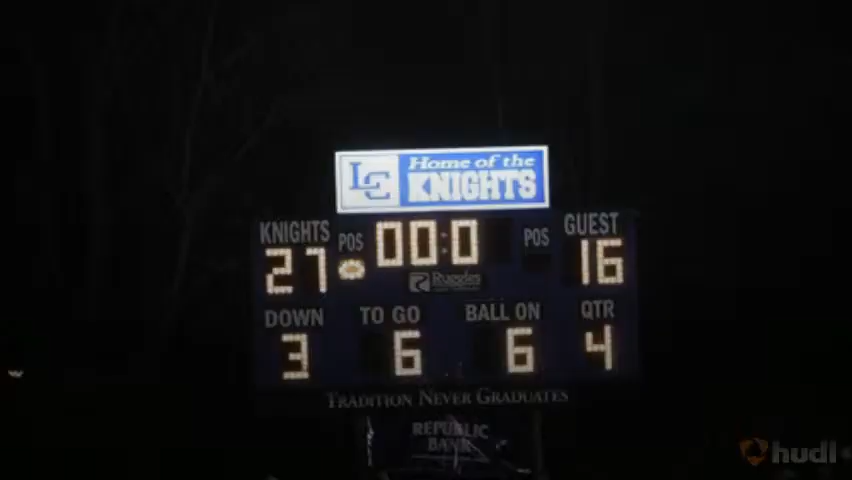 LC Home of the
KNIGHTS
KNIGHTS POS 00:0 POS GUEST
27 16
Ruggles
DOWN TO GO BALL ON QTR
3 6 6 4
TRADITION NEVER GRADUATES
REPUBLIC
BANK
hudl